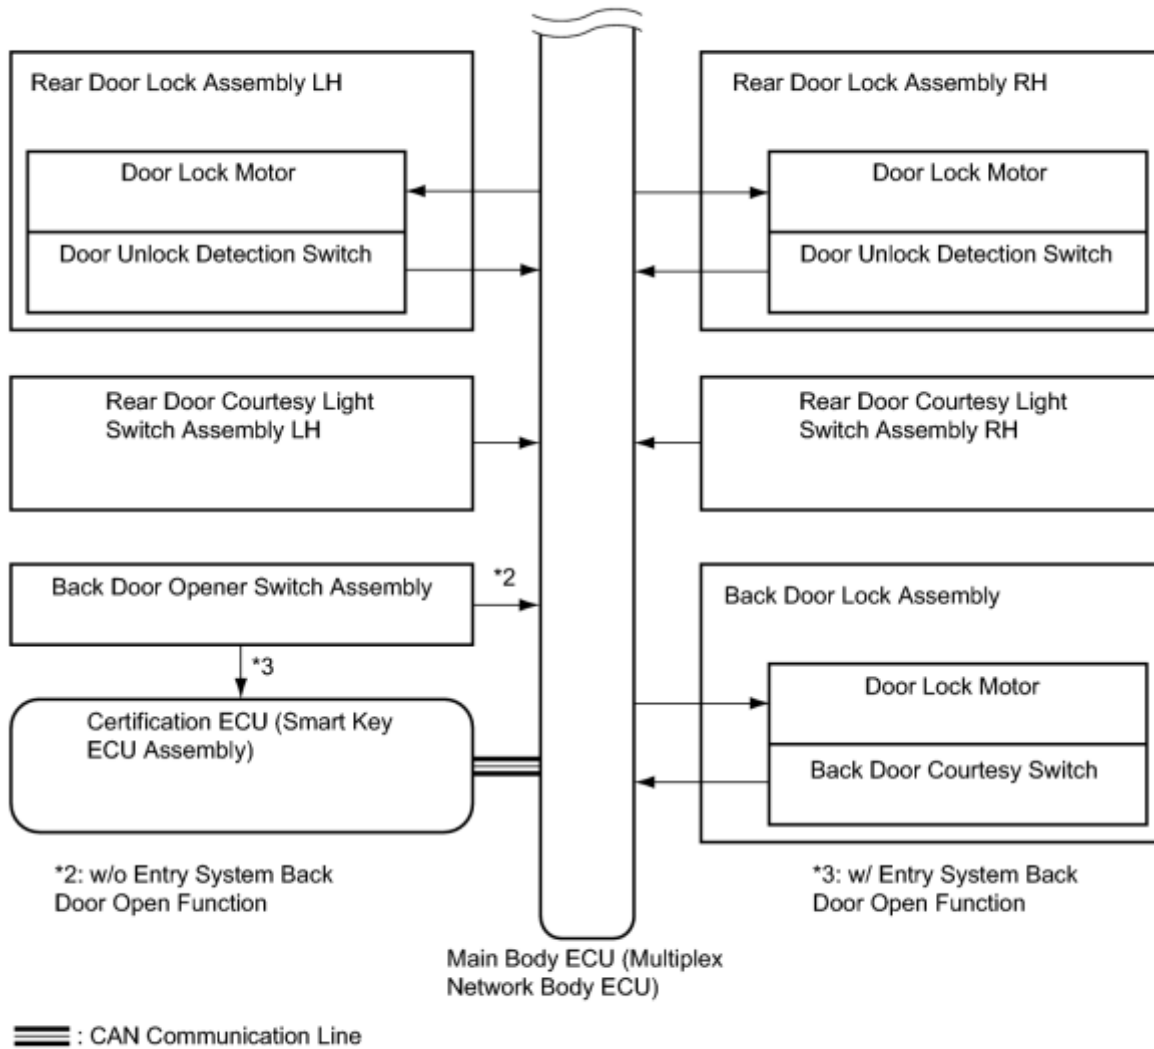 Rear Door Lock Assembly LH
Door Lock Motor
Door Unlock Detection Switch
Rear Door Lock Assembly RH
Door Lock Motor
Door Unlock Detection Switch
Rear Door Courtesy Light
Switch Assembly LH
Rear Door Courtesy Light
Switch Assembly RH
Back Door Opener Switch Assembly
*2
*3
Certification ECU (Smart Key
ECU Assembly)
Back Door Lock Assembly
Door Lock Motor
Back Door Courtesy Switch
*2: w/o Entry System Back
Door Open Function
*3: w/ Entry System Back
Door Open Function
Main Body ECU (Multiplex
Network Body ECU)
: CAN Communication Line